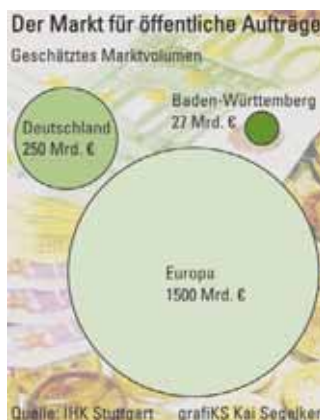 Der Markt für öffentliche Aufträge
Geschätztes Marktvolumen
Baden-Württemberg
27 Mrd. €
Deutschland
250 Mrd. €
Europa
1500 Mrd. €
Quelle: IHK Stuttgart grafiKS Kai Segelken